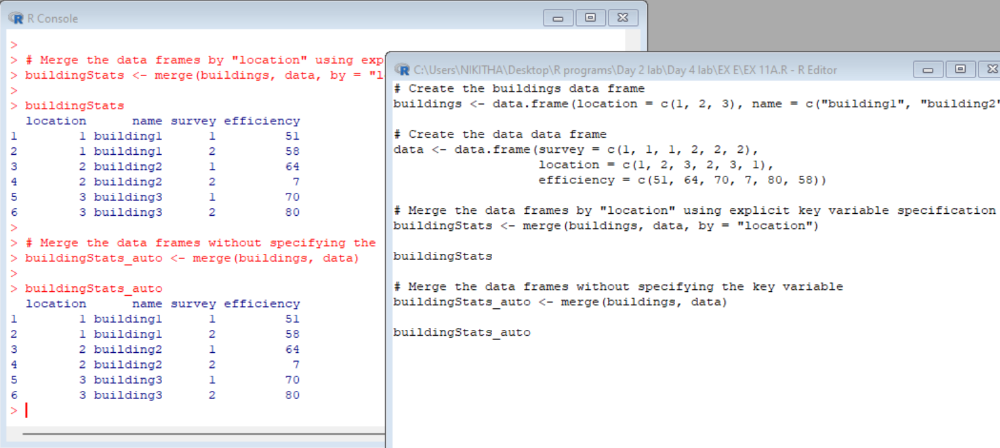 R Console
>
> # Merge the data frames by "location" using exp
> buildingStats <- merge(buildings, data, by = "l
>
> buildingStats
  location      name survey efficiency
1        1 building1      1         51
2        1 building1      2         58
3        2 building2      1         64
4        2 building2      2          7
5        3 building3      1         70
6        3 building3      2         80
>
> # Merge the data frames without specifying the
> buildingStats_auto <- merge(buildings, data)
>
> buildingStats_auto
  location      name survey efficiency
1        1 building1      1         51
2        1 building1      2         58
3        2 building2      1         64
4        2 building2      2          7
5        3 building3      1         70
6        3 building3      2         80
>
C:\Users\NIKITHA\Desktop\R programs\Day 2 lab\Day 4 lab\EX E\EX 11A.R - R Editor
# Create the buildings data frame
buildings <- data.frame(location = c(1, 2, 3), name = c("building1", "building2"
# Create the data data frame
data <- data.frame(survey = c(1, 1, 1, 2, 2, 2),
                   location = c(1, 2, 3, 2, 3, 1),
                   efficiency = c(51, 64, 70, 7, 80, 58))
# Merge the data frames by "location" using explicit key variable specification
buildingStats <- merge(buildings, data, by = "location")
buildingStats
# Merge the data frames without specifying the key variable
buildingStats_auto <- merge(buildings, data)
buildingStats_auto